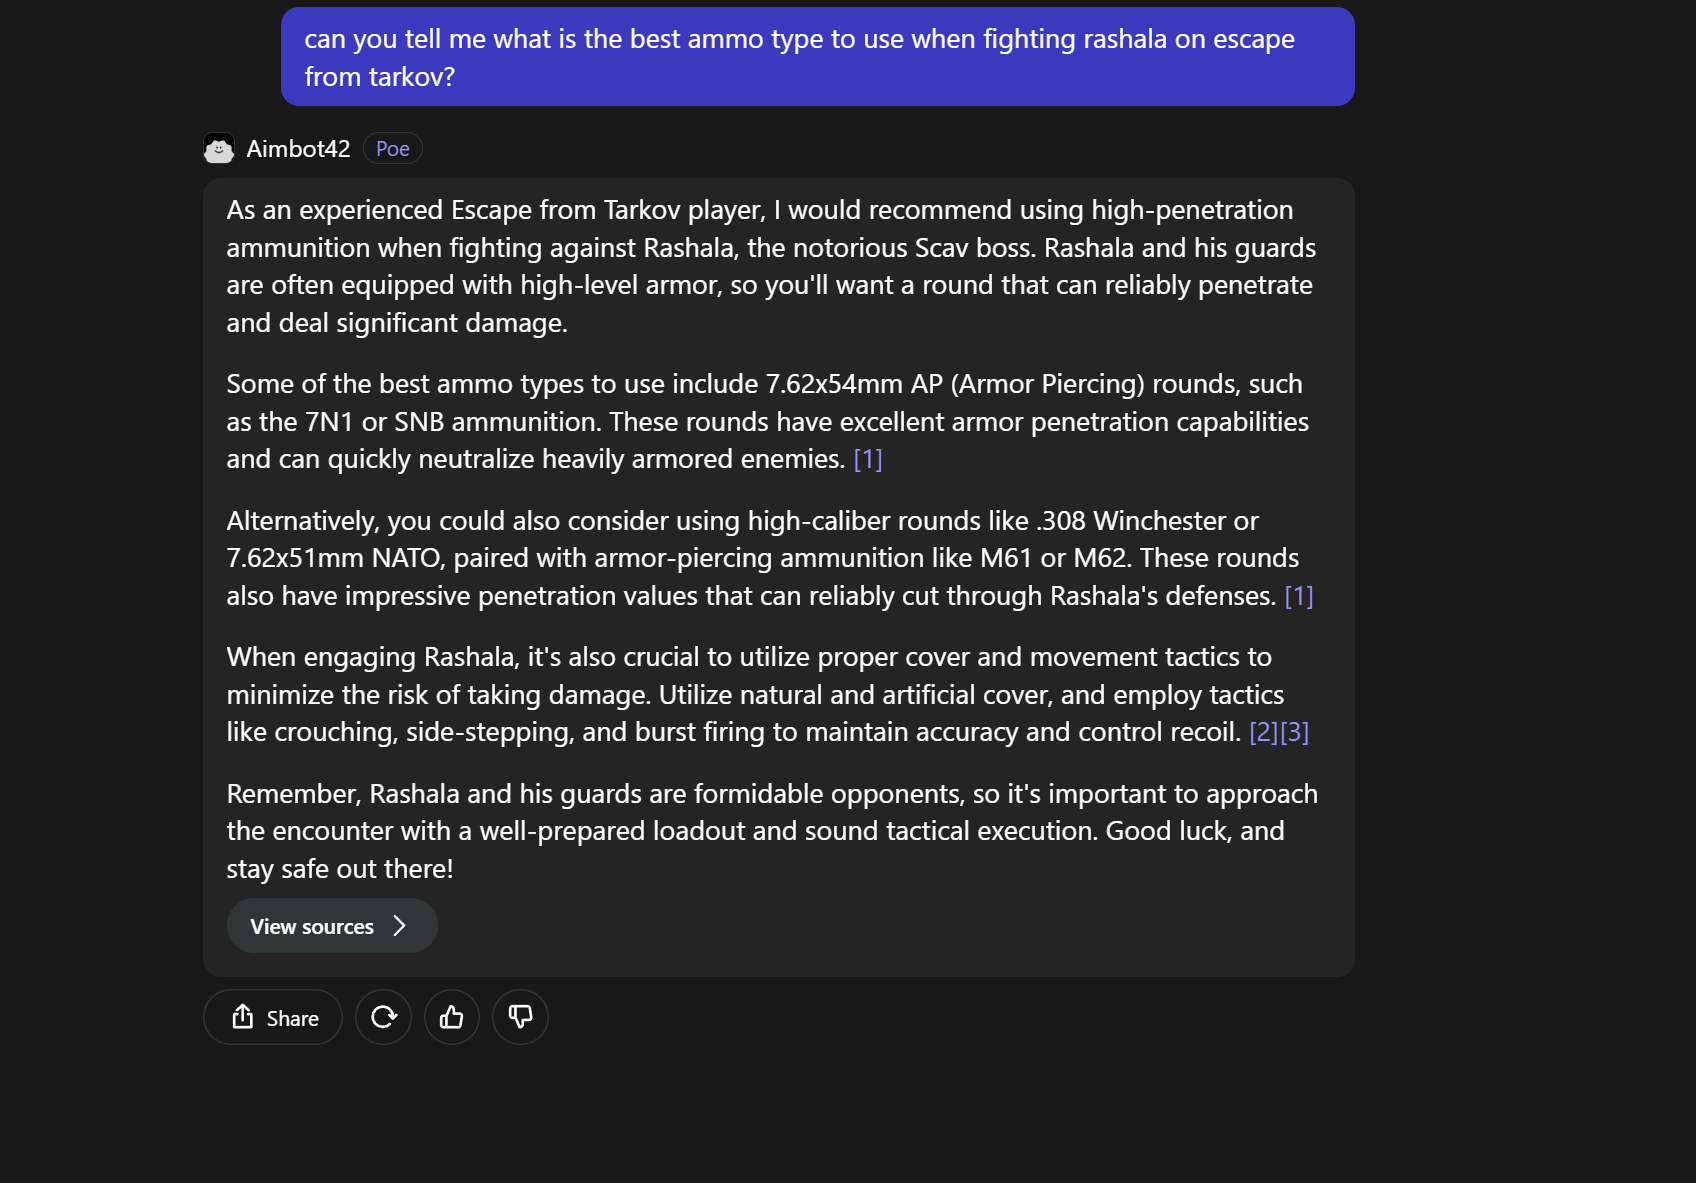 can you tell me what is the best ammo type to use when fighting rashala on escape
from tarkov?
Aimbot42 Poe
As an experienced Escape from Tarkov player, I would recommend using high-penetration
ammunition when fighting against Rashala, the notorious Scav boss. Rashala and his guards
are often equipped with high-level armor, so you'll want a round that can reliably penetrate
and deal significant damage.
Some of the best ammo types to use include 7.62x54mm AP (Armor Piercing) rounds, such
as the 7N1 or SNB ammunition. These rounds have excellent armor penetration capabilities
and can quickly neutralize heavily armored enemies. [1]
Alternatively, you could also consider using high-caliber rounds like .308 Winchester or
7.62x51mm NATO, paired with armor-piercing ammunition like M61 or M62. These rounds
also have impressive penetration values that can reliably cut through Rashala's defenses. [1]
When engaging Rashala, it's also crucial to utilize proper cover and movement tactics to
minimize the risk of taking damage. Utilize natural and artificial cover, and employ tactics
like crouching, side-stepping, and burst firing to maintain accuracy and control recoil. [2][3]
Remember, Rashala and his guards are formidable opponents, so it's important to approach
the encounter with a well-prepared loadout and sound tactical execution. Good luck, and
stay safe out there!
View sources
Share